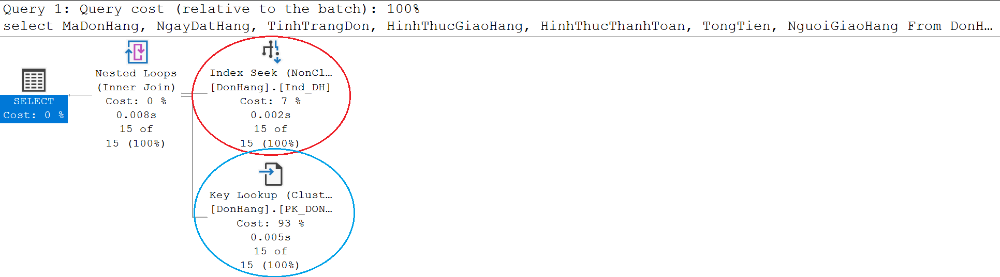 Query 1: Query cost (relative to the batch): 100%
select MaDonHang, NgayDatHang, TinhTrangDon, HinhThucGiaoHang, HinhThucThanhToan, TongTien, NguoiGiaoHang From DonH…
SELECT
Cost: 0 %
Nested Loops
(Inner Join)
Cost: 0 %
0.008s
15 of
15 (100%)
Index Seek (NonCl…
[DonHang].[Ind_DH]
Cost: 7 %
0.002s
15 of
15 (100%)
Key Lookup (Clust…
[DonHang].[PK_DON…
Cost: 93 %
0.005s
15 of
15 (100%)